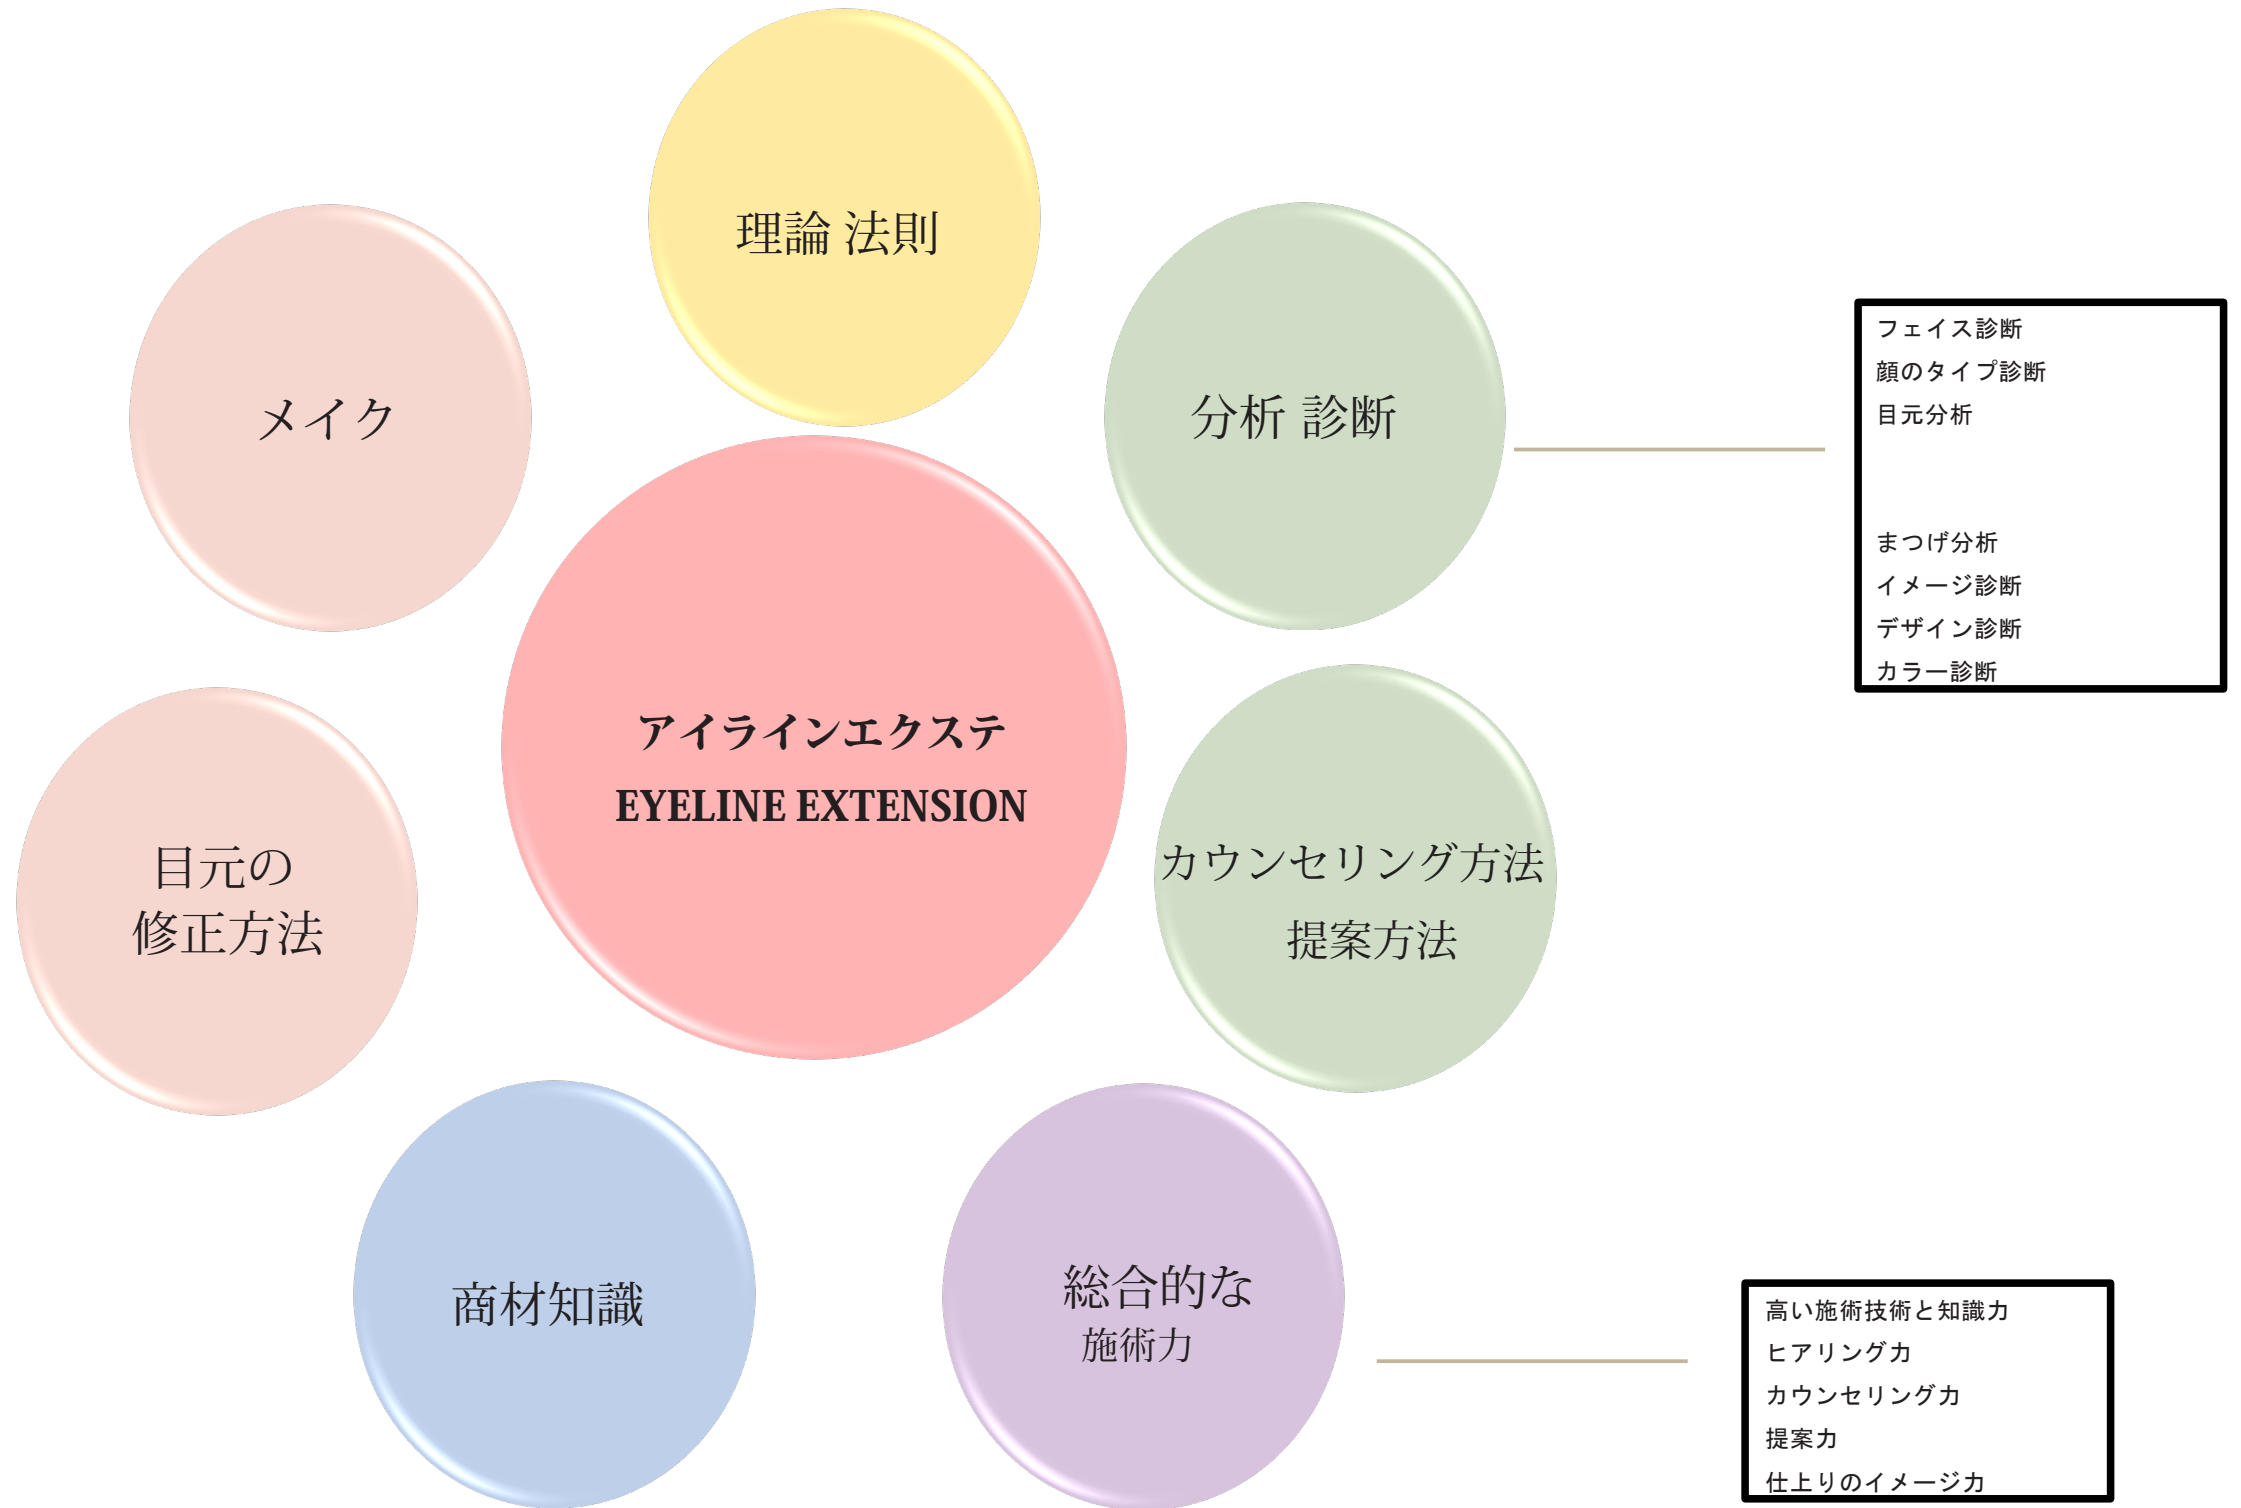 理論 法則
メイク
分析 診断
フェイス診断
顔のタイプ診断
目元分析
まつげ分析
イメージ診断
デザイン診断
カラー診断
アイラインエクステ
EYELINE EXTENSION
目元の
修正方法
カウンセリング方法
提案方法
商材知識
総合的な
施術力
高い施術技術と知識力
ヒアリング力
カウンセリング力
提案力
仕上りのイメージ力